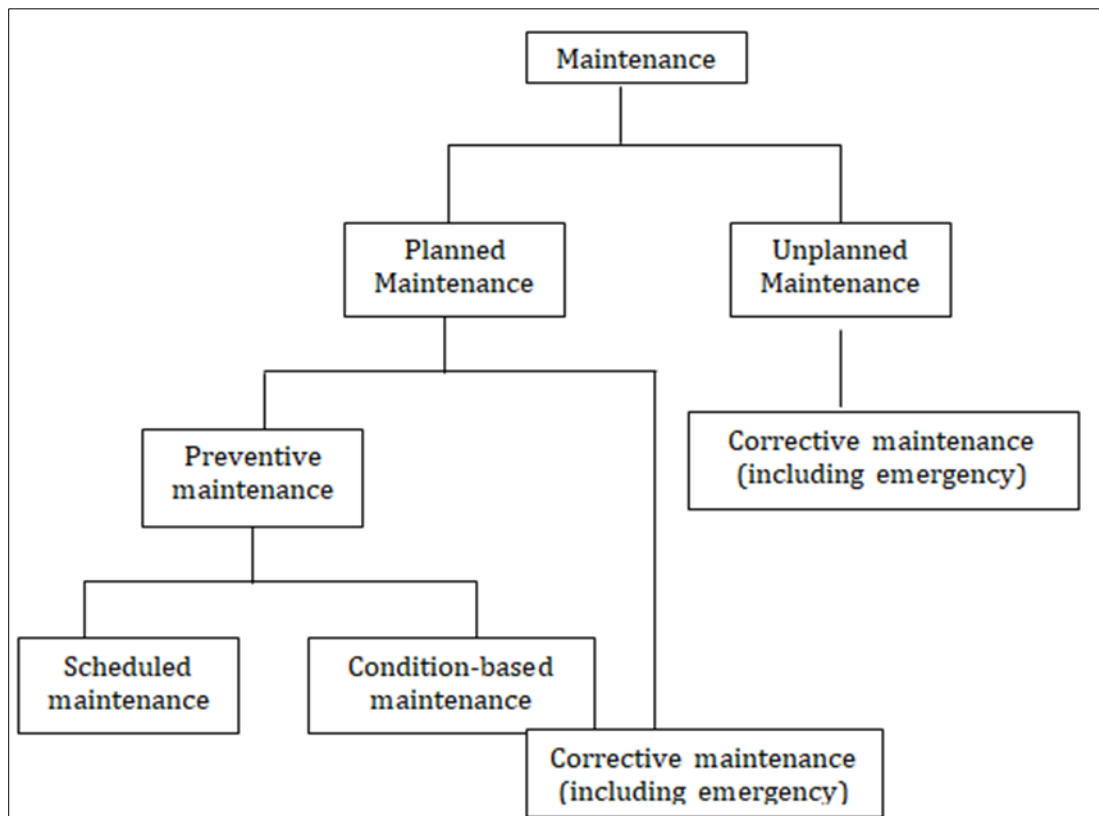 Maintenance
Planned
Maintenance
Unplanned
Maintenance
Preventive
maintenance
Corrective maintenance
(including emergency)
Scheduled
maintenance
Condition-based
maintenance
Corrective maintenance
(including emergency)